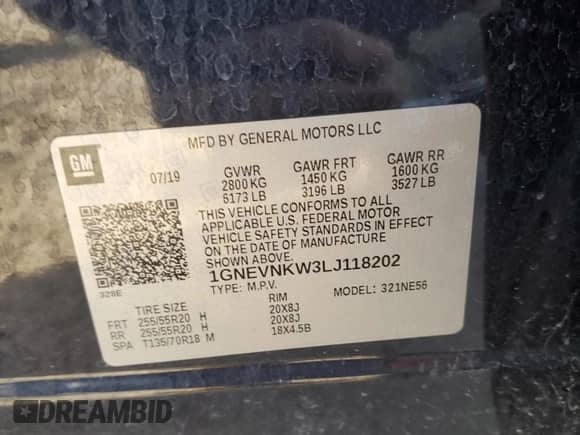 MFD BY GENERAL MOTORS LLC
GM
07/19
GVWR GAWR FRT GAWR RR
2800 KG 1450 KG 1600 KG
6173 LB 3196 LB 3527 LB
THIS VEHICLE CONFORMS TO ALL
APPLICABLE U.S. FEDERAL MOTOR
VEHICLE SAFETY STANDARDS IN EFFECT
ON THE DATE OF MANUFACTURE
SHOWN ABOVE.
1GNEVNKW3LJ118202
328E
TYPE: M.P.V. MODEL: 321NE56
TIRE SIZE RIM
FRT 255/55R20 H 20X8J
RR 255/55R20 H 20X8J
SPA T135/70R18 M 18X4.5B
DREAMBID